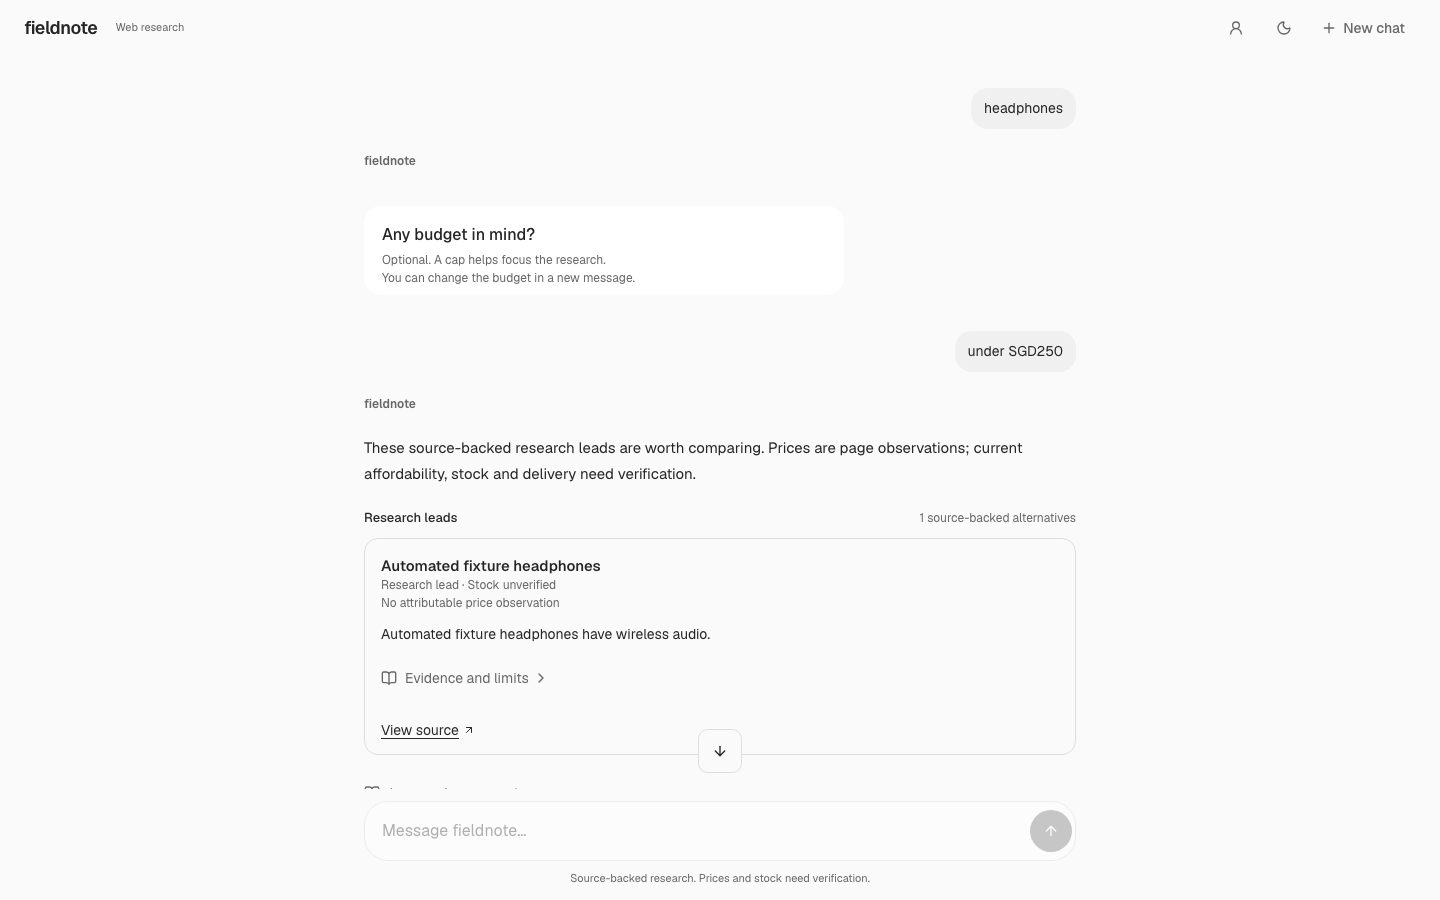 fieldnote
Web research
New chat
headphones
fieldnote
Any budget in mind?
Optional. A cap helps focus the research.
You can change the budget in a new message.
under SGD250
fieldnote
These source-backed research leads are worth comparing. Prices are page observations; current
affordability, stock and delivery need verification.
Research leads
1 source-backed alternatives
Automated fixture headphones
Research lead · Stock unverified
No attributable price observation
Automated fixture headphones have wireless audio.
Evidence and limits
View source
Message fieldnote...
Source-backed research. Prices and stock need verification.